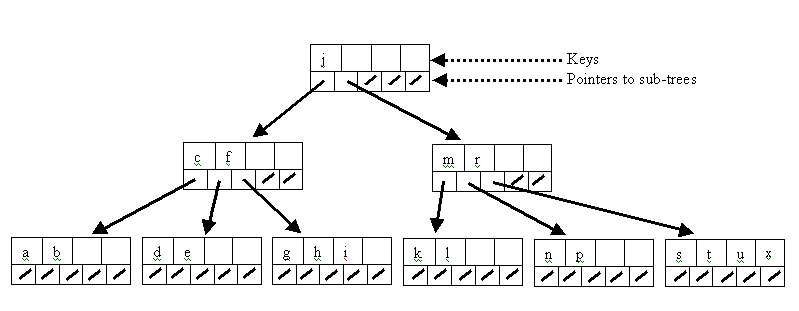 j
Keys
Pointers to sub-trees
c f
m r
a b
d e
g h i
k l
n p
s t u x